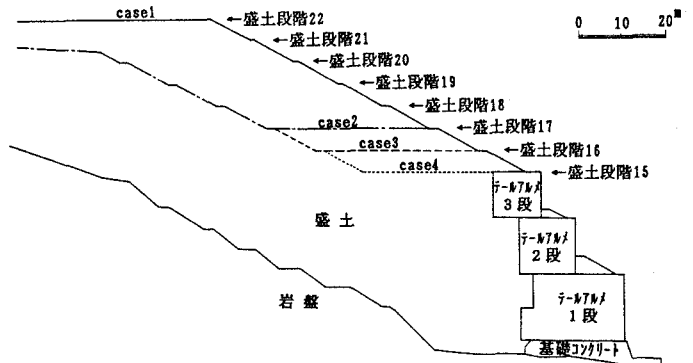 case1
←盛土段階22
←盛土段階21
←盛土段階20
←盛土段階19
←盛土段階18
←盛土段階17
←盛土段階16
←盛土段階15
0 10 20m
case2
case3
case4
テールアルメ
3段
テールアルメ
2段
テールアルメ
1段
盛土
岩盤
基礎コンクリート